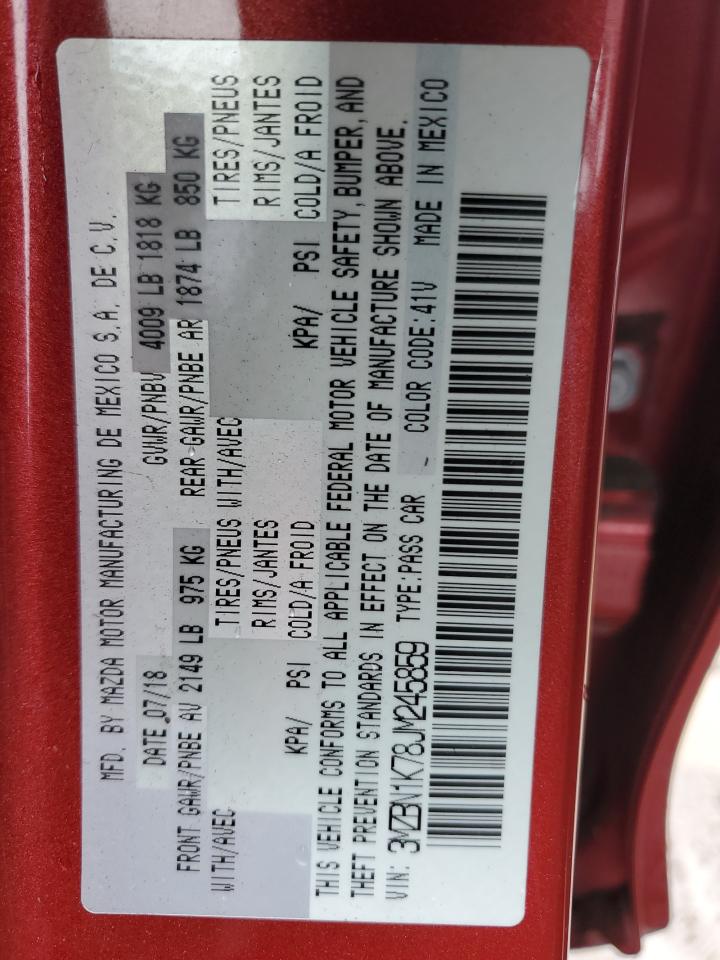 MFD. BY MAZDA MOTOR MANUFACTURING DE MEXICO S.A. DE C.V.
DATE 07/18 GVWR/PNBV 4009 LB 1818 KG
FRONT GAWR/PNBE AV 2149 LB 975 KG REAR GAWR/PNBE AR 1874 LB 850 KG
WITH/AVEC TIRES/PNEUS WITH/AVEC TIRES/PNEUS
RIMS/JANTES RIMS/JANTES
KPA/ PSI COLD/A FROID KPA/ PSI COLD/A FROID
THIS VEHICLE CONFORMS TO ALL APPLICABLE FEDERAL MOTOR VEHICLE SAFETY, BUMPER, AND
THEFT PREVENTION STANDARDS IN EFFECT ON THE DATE OF MANUFACTURE SHOWN ABOVE.
VIN: 3MZBN1K78JM245859 TYPE:PASS CAR COLOR CODE:41V MADE IN MEXICO